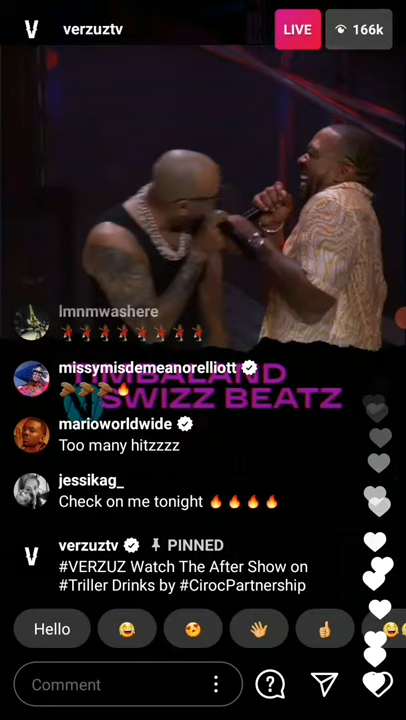 verzuztv
LIVE
166k
lmnmwashere
missymisdemeanorelliott
TIMBALAND
SWIZZ BEATZ
marioworldwide
Too many hitzzzz
jessikag_
Check on me tonight 🔥🔥🔥🔥
verzuztv PINNED
#VERZUZ Watch The After Show on
#Triller Drinks by #CirocPartnership
Hello
Comment